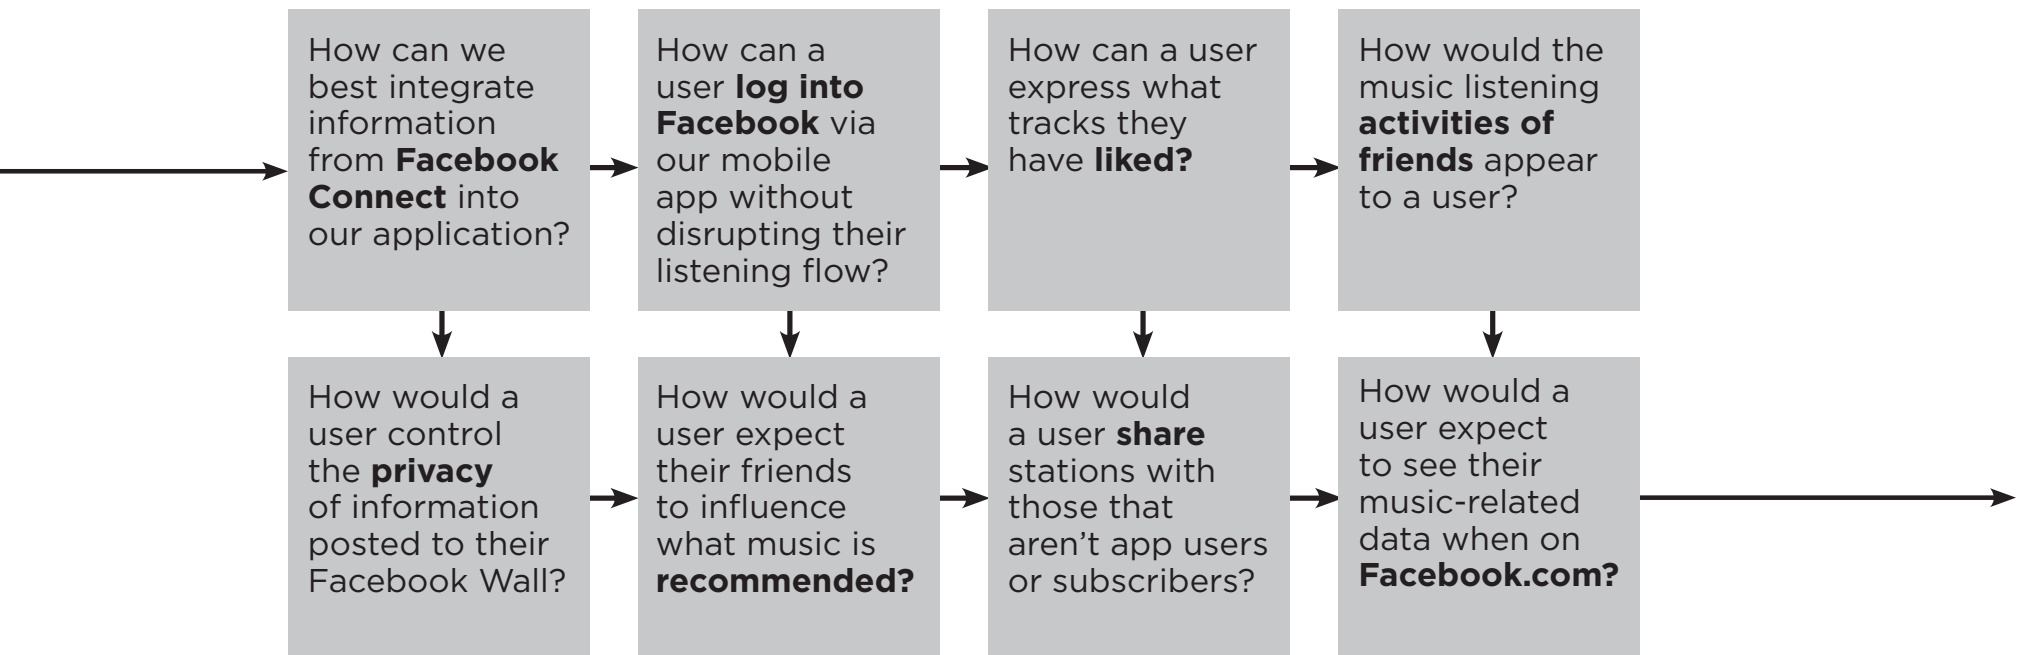 How can we
best integrate
information
from Facebook
Connect into
our application?
How can a
user log into
Facebook via
our mobile
app without
disrupting their
listening flow?
How can a user
express what
tracks they
have liked?
How would the
music listening
activities of
friends appear
to a user?
How would a
user control
the privacy
of information
posted to their
Facebook Wall?
How would a
user expect
their friends
to influence
what music is
recommended?
How would
a user share
stations with
those that
aren’t app users
or subscribers?
How would a
user expect
to see their
music-related
data when on
Facebook.com?